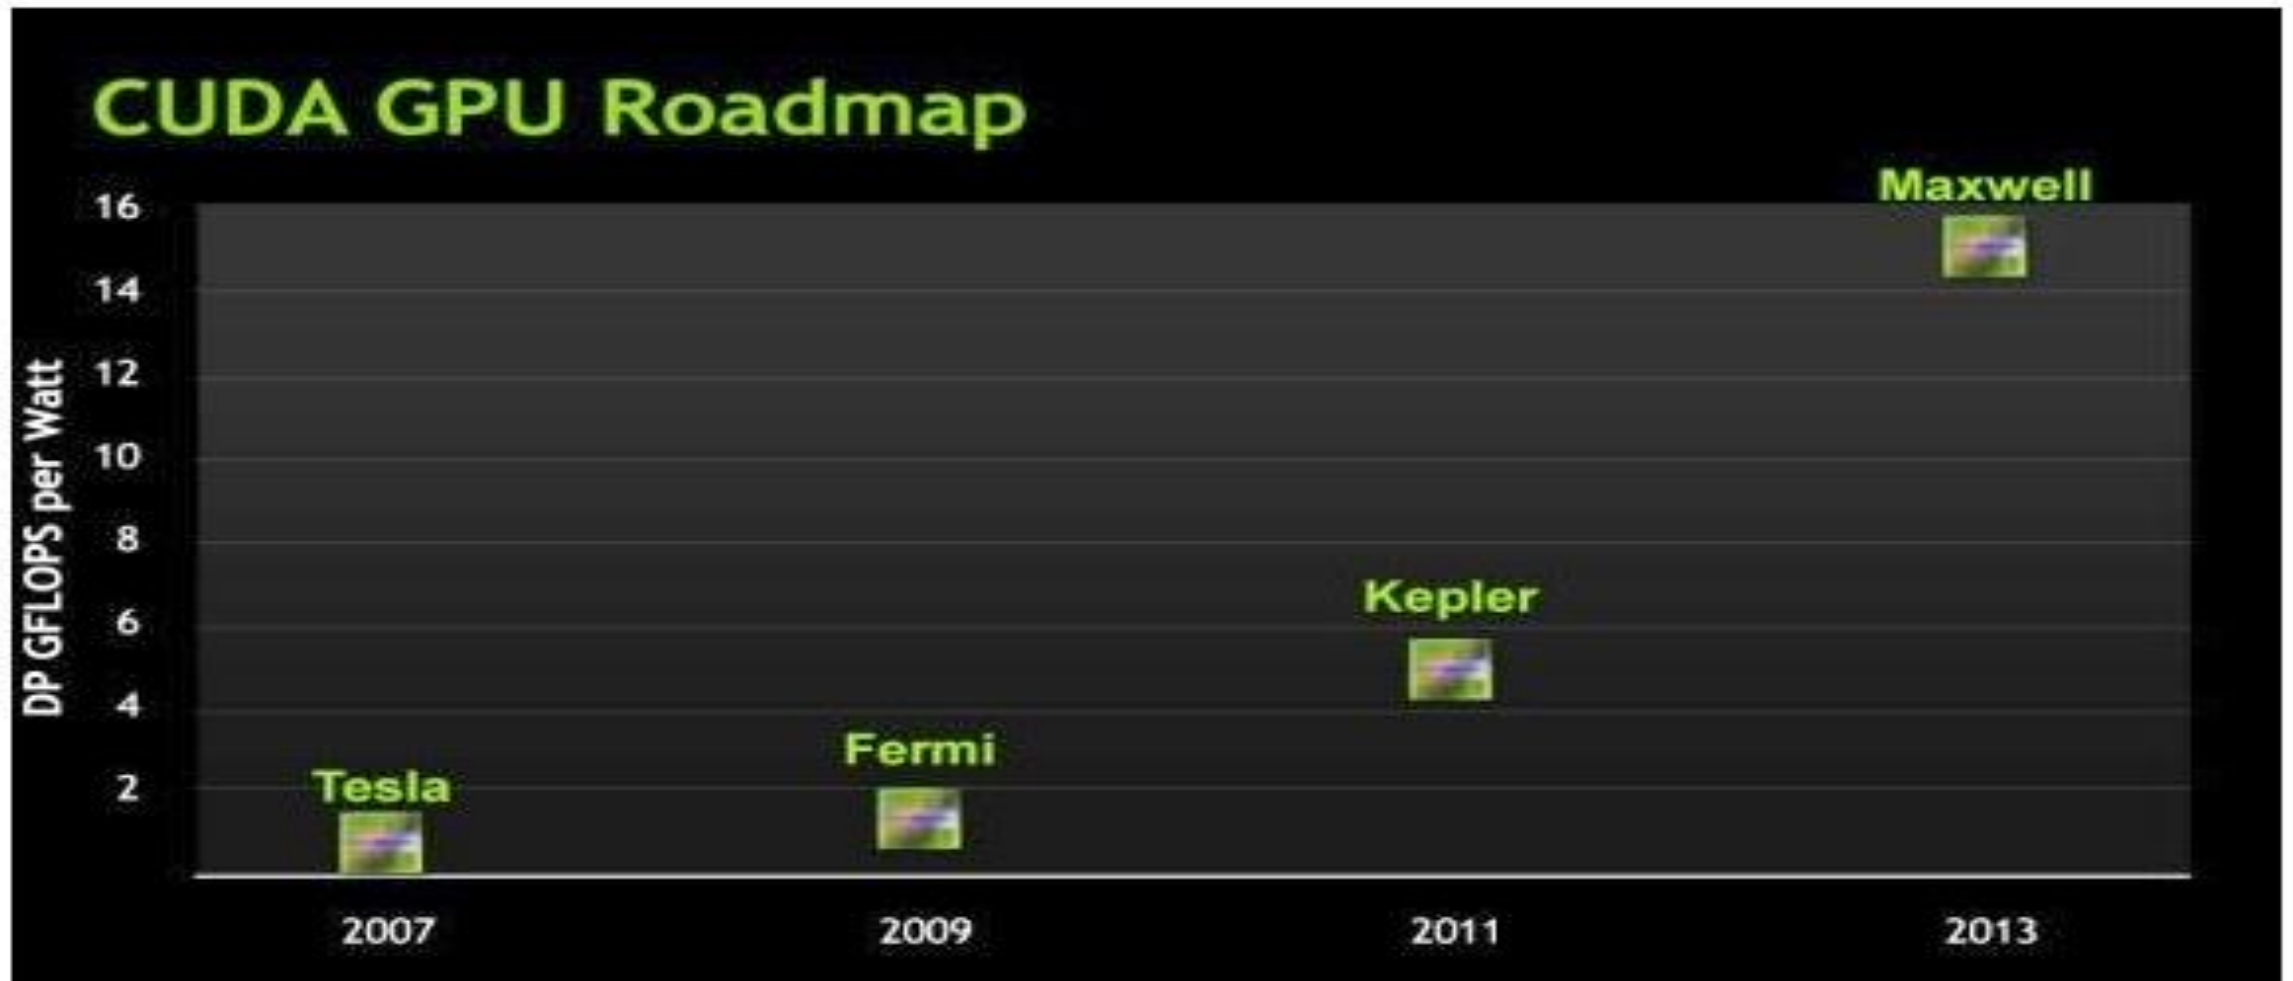 CUDA GPU Roadmap
Maxwell
16
14
12
10
8
Kepler
6
4
Fermi
2
Tesla
DP GFLOPS per Watt
2007
2009
2011
2013